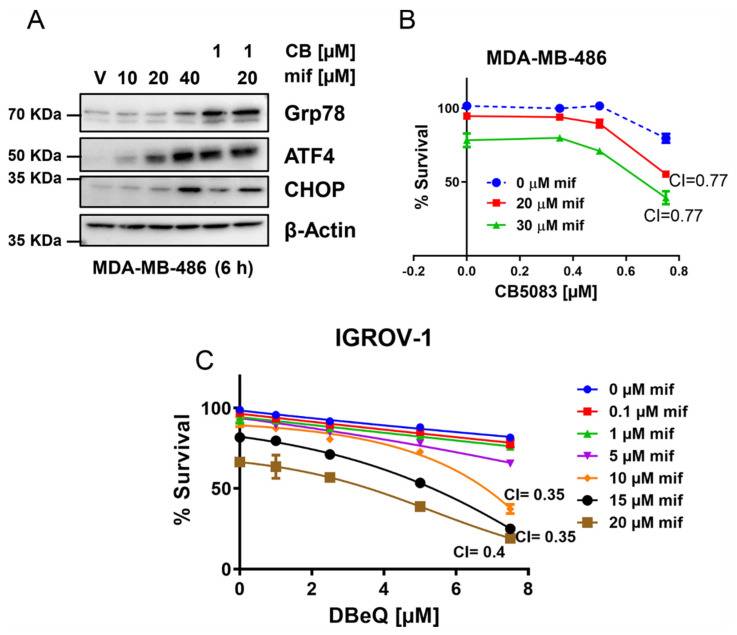 A
CB [µM]
1 1
mif [µM]
V 10 20 40 20
70 KDa
Grp78
50 KDa
ATF4
35 KDa
CHOP
35 KDa
β-Actin
MDA-MB-486 (6 h)
B
MDA-MB-486
% Survival
100
50
0 µM mif
20 µM mif
30 µM mif
CI=0.77
CI=0.77
-0.2 0.0 0.2 0.4 0.6 0.8
CB5083 [µM]
IGROV-1
C
% Survival
100
50
0
0 2 4 6 8
DBeQ [µM]
CI= 0.35
CI= 0.35
CI= 0.4
0 µM mif
0.1 µM mif
1 µM mif
5 µM mif
10 µM mif
15 µM mif
20 µM mif